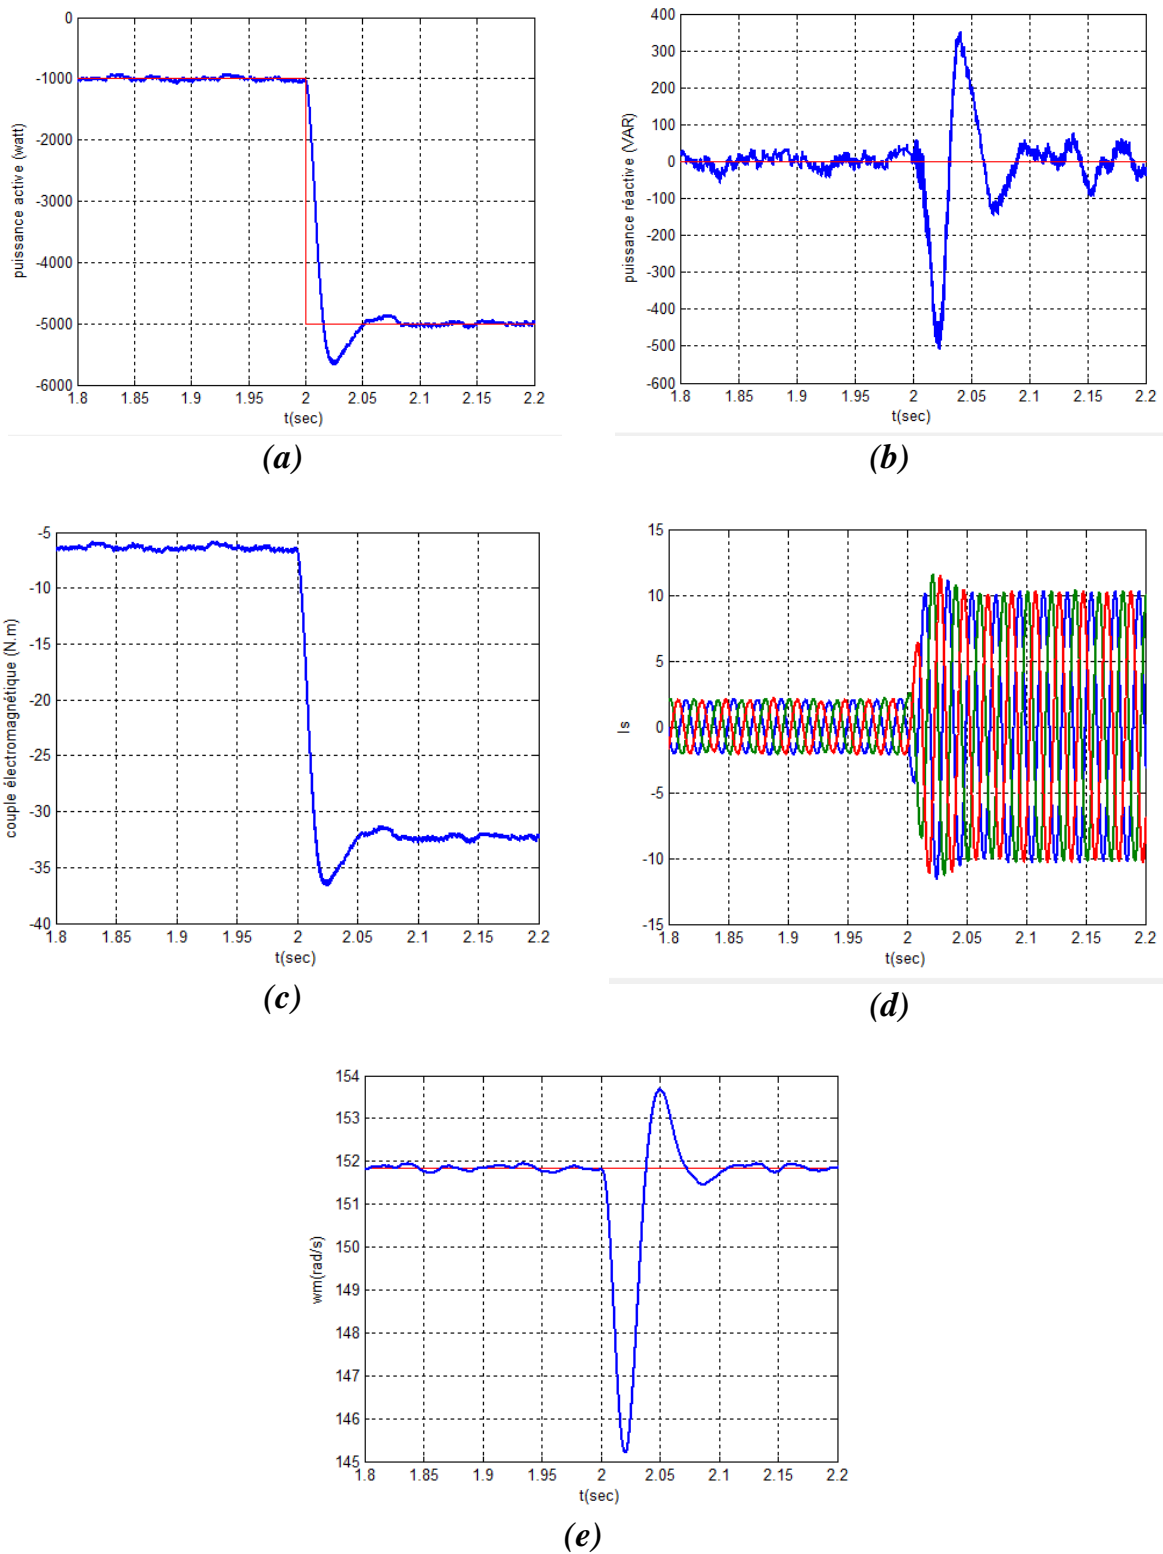 0
-1000
-2000
-3000
-4000
-5000
-6000
puissance active (watt)
1.8 1.85 1.9 1.95 2 2.05 2.1 2.15 2.2
t(sec)
(a)
400
300
200
100
0
-100
-200
-300
-400
-500
-600
puissance réactive (VAR)
1.8 1.85 1.9 1.95 2 2.05 2.1 2.15 2.2
t(sec)
(b)
-5
-10
-15
-20
-25
-30
-35
-40
couple électromagnétique (N.m)
1.8 1.85 1.9 1.95 2 2.05 2.1 2.15 2.2
t(sec)
(c)
15
10
5
0
-5
-10
-15
Is
1.8 1.85 1.9 1.95 2 2.05 2.1 2.15 2.2
t(sec)
(d)
154
153
152
151
150
149
148
147
146
145
wm(rad/s)
1.8 1.85 1.9 1.95 2 2.05 2.1 2.15 2.2
t(sec)
(e)